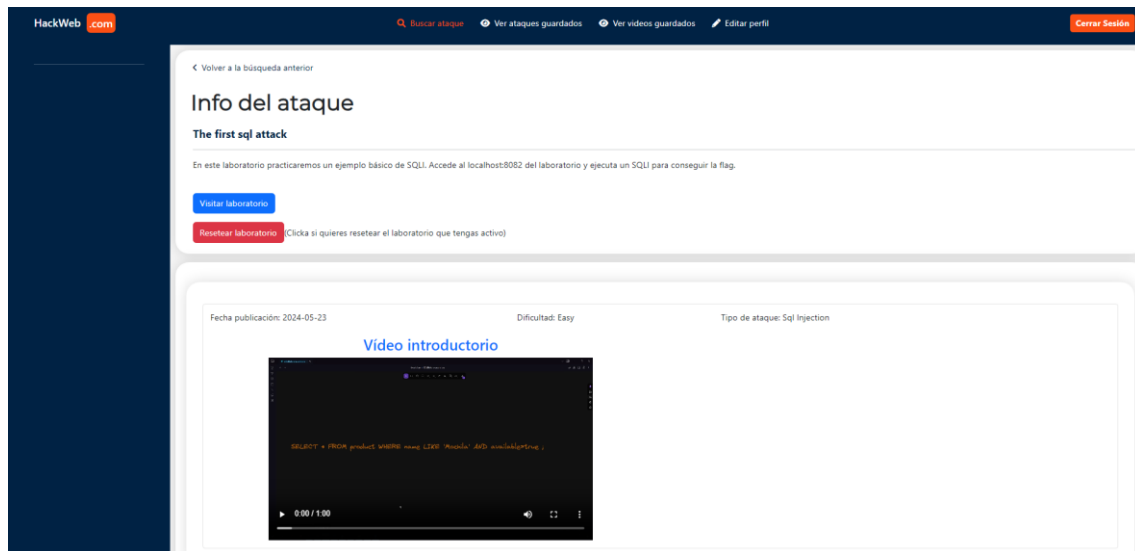 HackWeb .com
Buscar ataque Ver ataques guardados Ver videos guardados Editar perfil
Cerrar Sesión
Volver a la búsqueda anterior
Info del ataque
The first sql attack
En este laboratorio practicaremos un ejemplo básico de SQLI. Accede al localhost:8082 del laboratorio y ejecuta un SQLI para conseguir la flag.
Visitar laboratorio
Resetear laboratorio (Clicka si quieres resetear el laboratorio que tengas activo)
Fecha publicación: 2024-05-23 Dificultad: Easy Tipo de ataque: Sql Injection
Vídeo introductorio
SELECT * FROM product WHERE name LIKE AND available=true ;
0:00 / 1:00